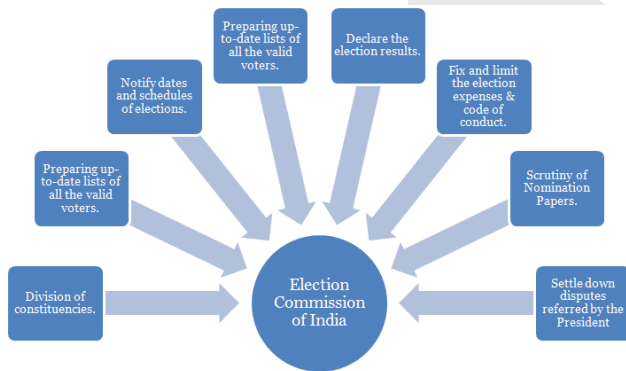 Preparing up-
to-date lists of
all the valid
voters.
Declare the
election results.
Notify dates
and schedules
of elections.
Fix and limit
the election
expenses &
code of
conduct.
Preparing up-
to-date lists of
all the valid
voters.
Scrutiny of
Nomination
Papers.
Division of
constituencies.
Election
Commission
of India
Settle down
disputes
referred by the
President